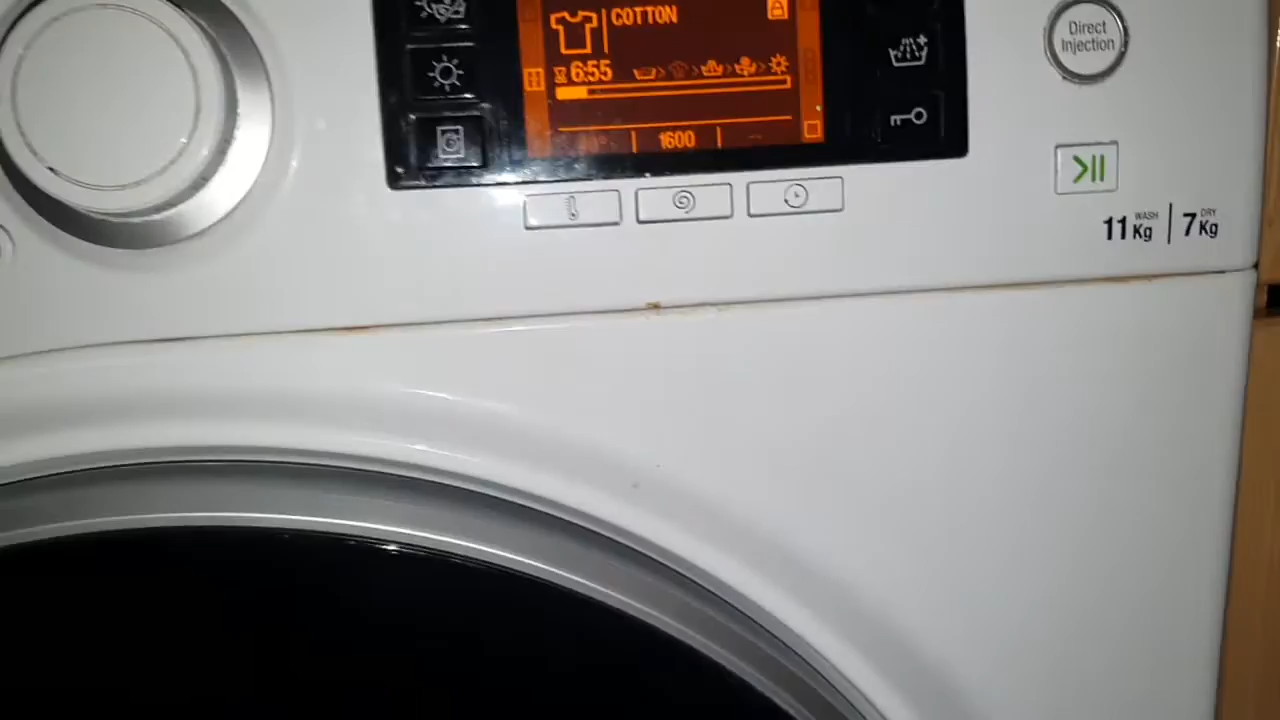 COTTON
6:55
1600
Direct
Injection
11 Kg WASH | 7 Kg DRY